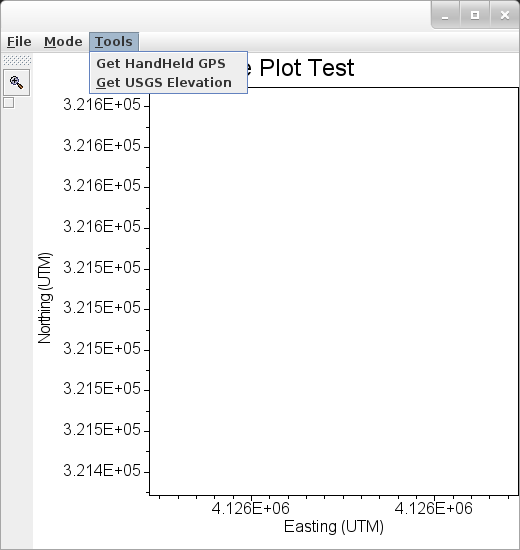 File Mode Tools
Get HandHeld GPS
Get USGS Elevation
Plot Test
3.216E+05
3.216E+05
3.216E+05
3.216E+05
3.215E+05
3.215E+05
3.215E+05
3.215E+05
3.215E+05
3.214E+05
Northing (UTM)
4.126E+06 4.126E+06
Easting (UTM)